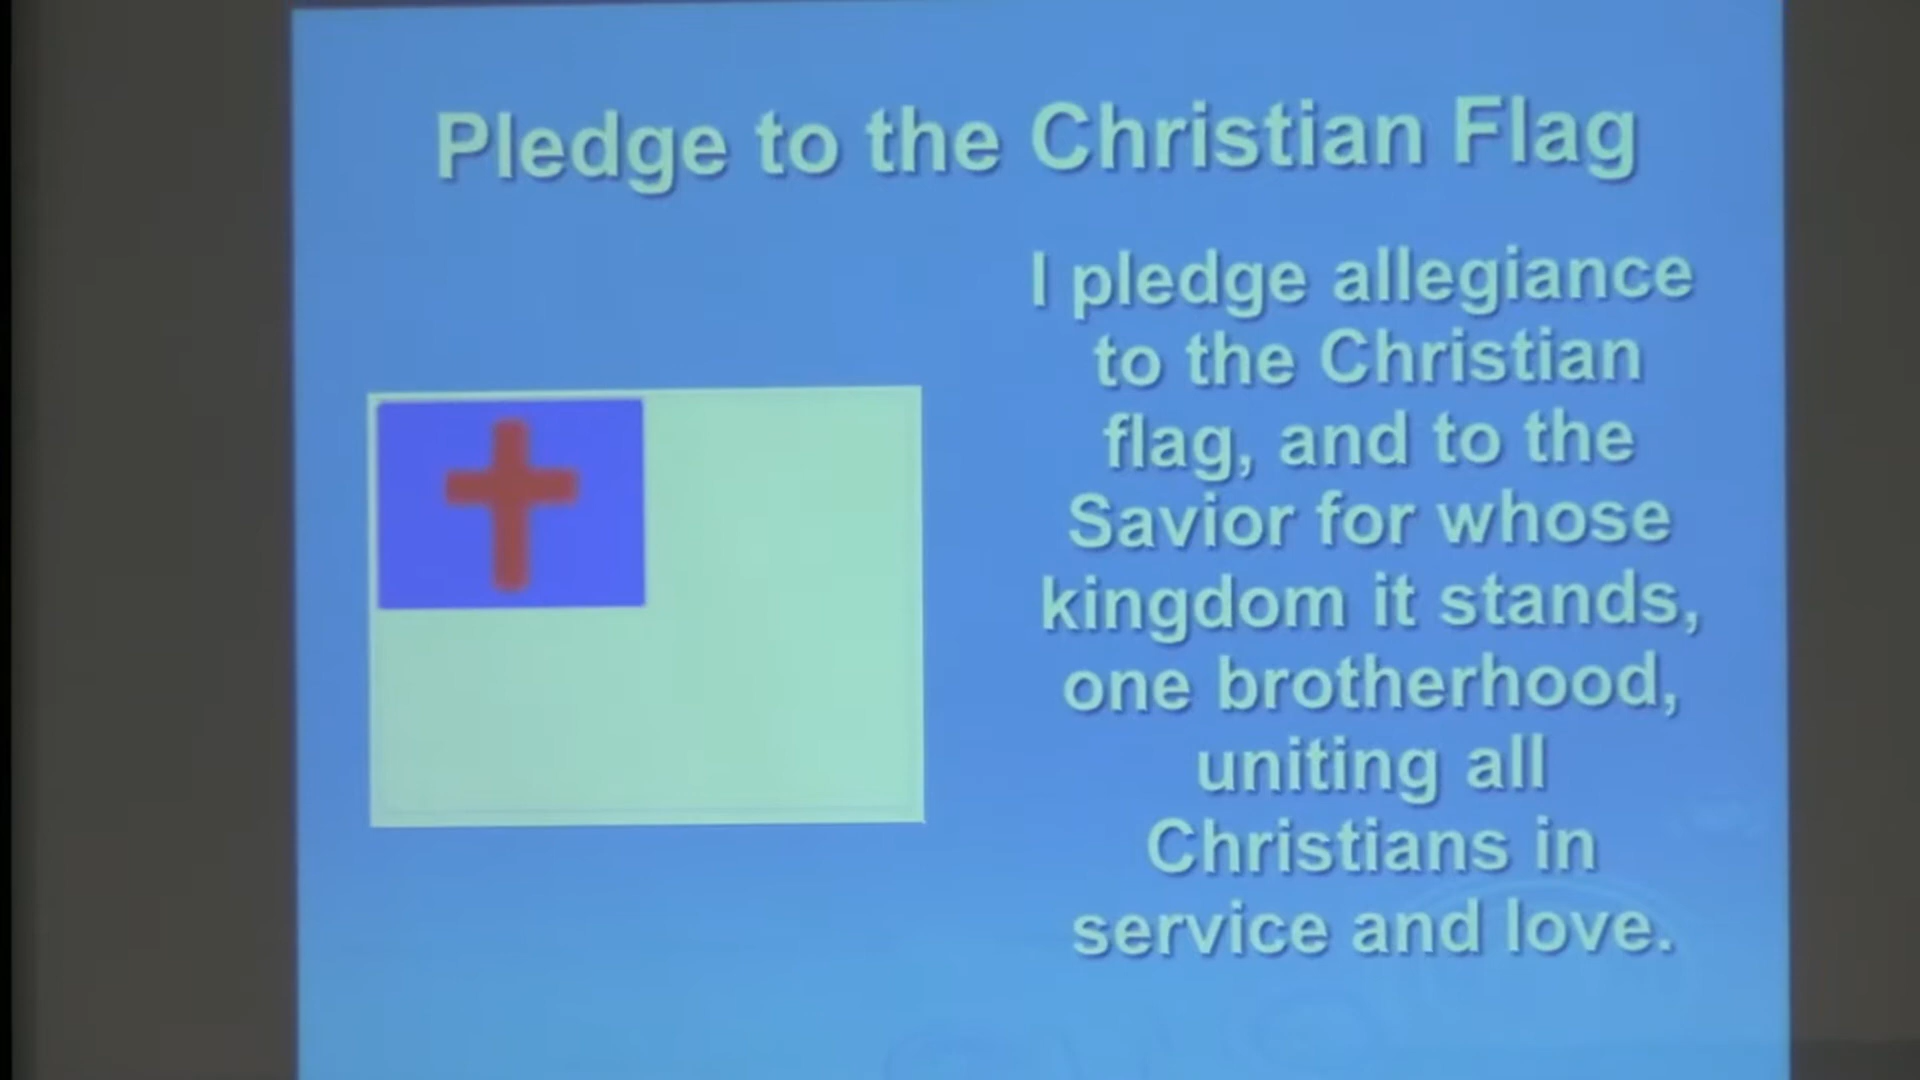 Pledge to the Christian Flag
I pledge allegiance
to the Christian
flag, and to the
Savior for whose
kingdom it stands,
one brotherhood,
uniting all
Christians in
service and love.